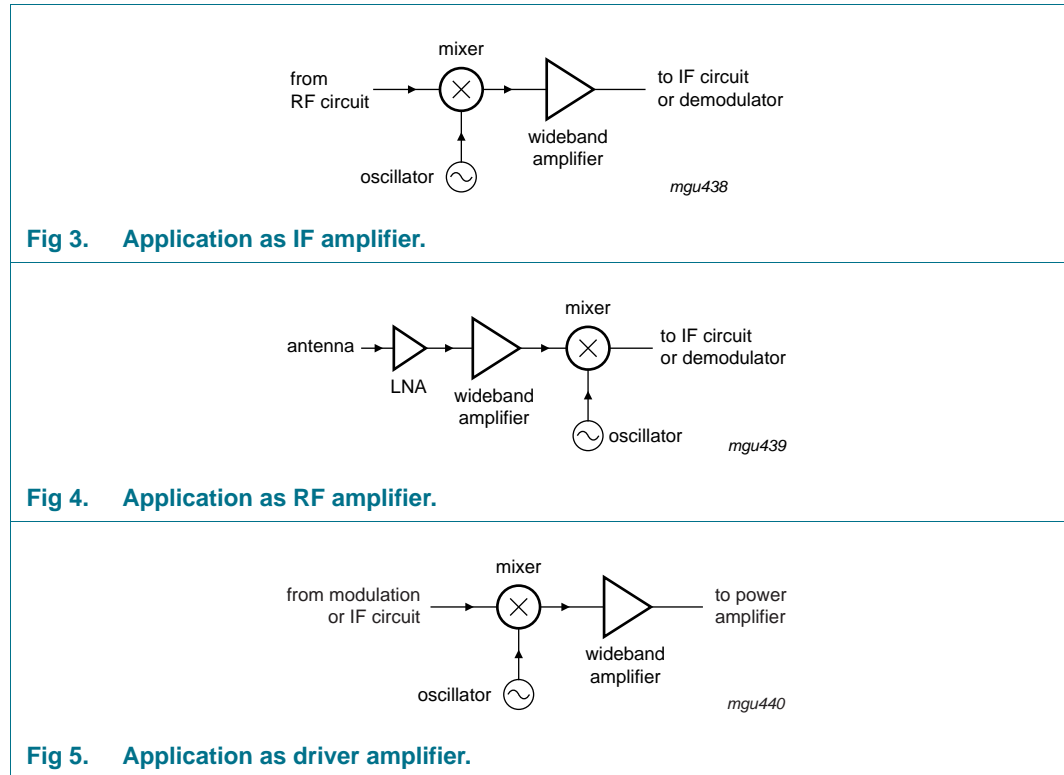 mixer
from
RF circuit
to IF circuit
or demodulator
wideband
amplifier
oscillator
mgu438
Fig 3. Application as IF amplifier.
mixer
antenna
to IF circuit
or demodulator
LNA
wideband
amplifier
oscillator
mgu439
Fig 4. Application as RF amplifier.
mixer
from modulation
or IF circuit
to power
amplifier
wideband
amplifier
oscillator
mgu440
Fig 5. Application as driver amplifier.